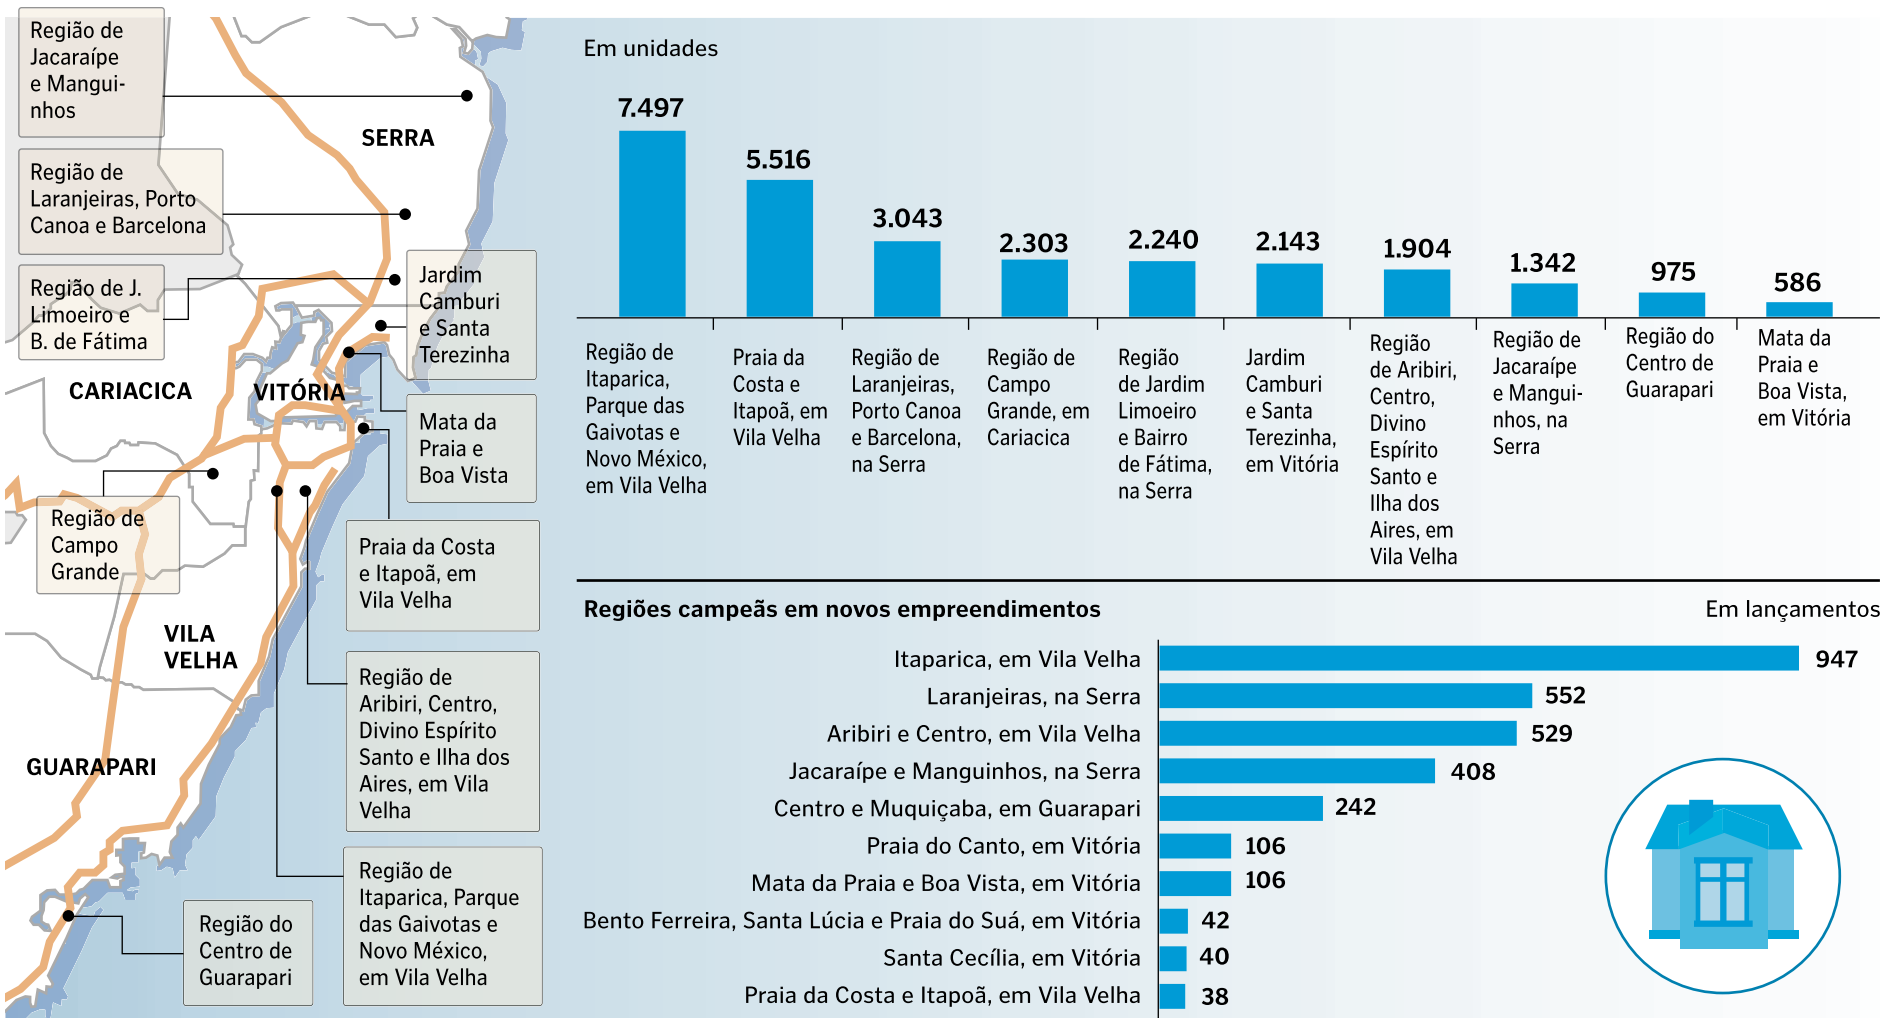 Região de
Jacaraípe
e Mangui-
nhos
SERRA
Região de
Laranjeiras, Porto
Canoa e Barcelona
Região de J.
Limoeiro e
B. de Fátima
Jardim
Camburi
e Santa
Terezinha
CARIACICA
VITÓRIA
Mata da
Praia e
Boa Vista
Região de
Campo
Grande
Praia da Costa
e Itapoã, em
Vila Velha
VILA
VELHA
Região de
Aribiri, Centro,
Divino Espírito
Santo e Ilha dos
Aires, em Vila
Velha
GUARAPARI
Região de
Itaparica, Parque
das Gaivotas e
Novo México,
em Vila Velha
Região do
Centro de
Guarapari
Em unidades
7.497
5.516
3.043
2.303
2.240
2.143
1.904
1.342
975
586
Região de
Itaparica,
Parque das
Gaivotas e
Novo México,
em Vila Velha
Praia da
Costa e
Itapoã, em
Vila Velha
Região de
Laranjeiras,
Porto Canoa
e Barcelona,
na Serra
Região de
Campo
Grande, em
Cariacica
Região
de Jardim
Limoeiro
e Bairro
de Fátima,
na Serra
Jardim
Camburi
e Santa
Terezinha,
em Vitória
Região
de Aribiri,
Centro,
Divino
Espírito
Santo e
Ilha dos
Aires, em
Vila Velha
Região de
Jacaraípe
e Mangui-
nhos, na
Serra
Região do
Centro de
Guarapari
Mata da
Praia e
Boa Vista,
em Vitória
Regiões campeãs em novos empreendimentos
Em lançamentos
Itaparica, em Vila Velha 947
Laranjeiras, na Serra 552
Aribiri e Centro, em Vila Velha 529
Jacaraípe e Manguinhos, na Serra 408
Centro e Muquiçaba, em Guarapari 242
Praia do Canto, em Vitória 106
Mata da Praia e Boa Vista, em Vitória 106
Bento Ferreira, Santa Lúcia e Praia do Suá, em Vitória 42
Santa Cecília, em Vitória 40
Praia da Costa e Itapoã, em Vila Velha 38